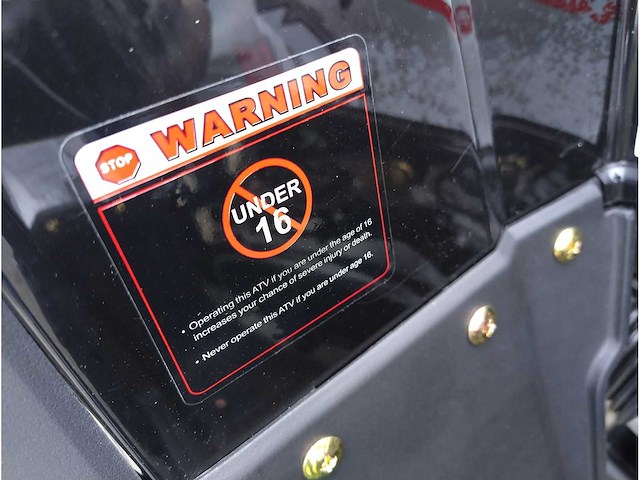 STOP WARNING
UNDER
16
• Operating this ATV if you are under the age of 16
increases your chance of severe injury or death.
• Never operate this ATV if you are under age 16.